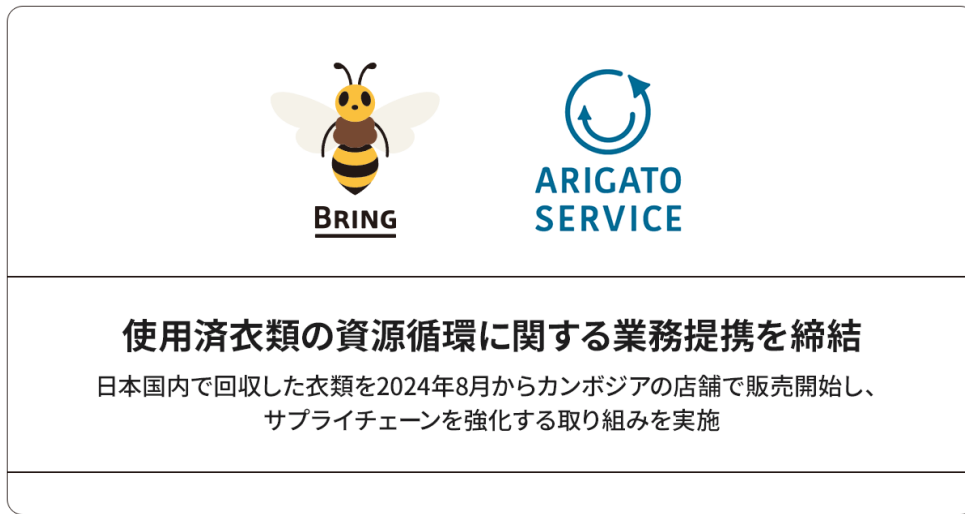 BRING
ARIGATO
SERVICE
使用済衣類の資源循環に関する業務提携を締結
日本国内で回収した衣類を2024年8月からカンボジアの店舗で販売開始し、
サプライチェーンを強化する取り組みを実施